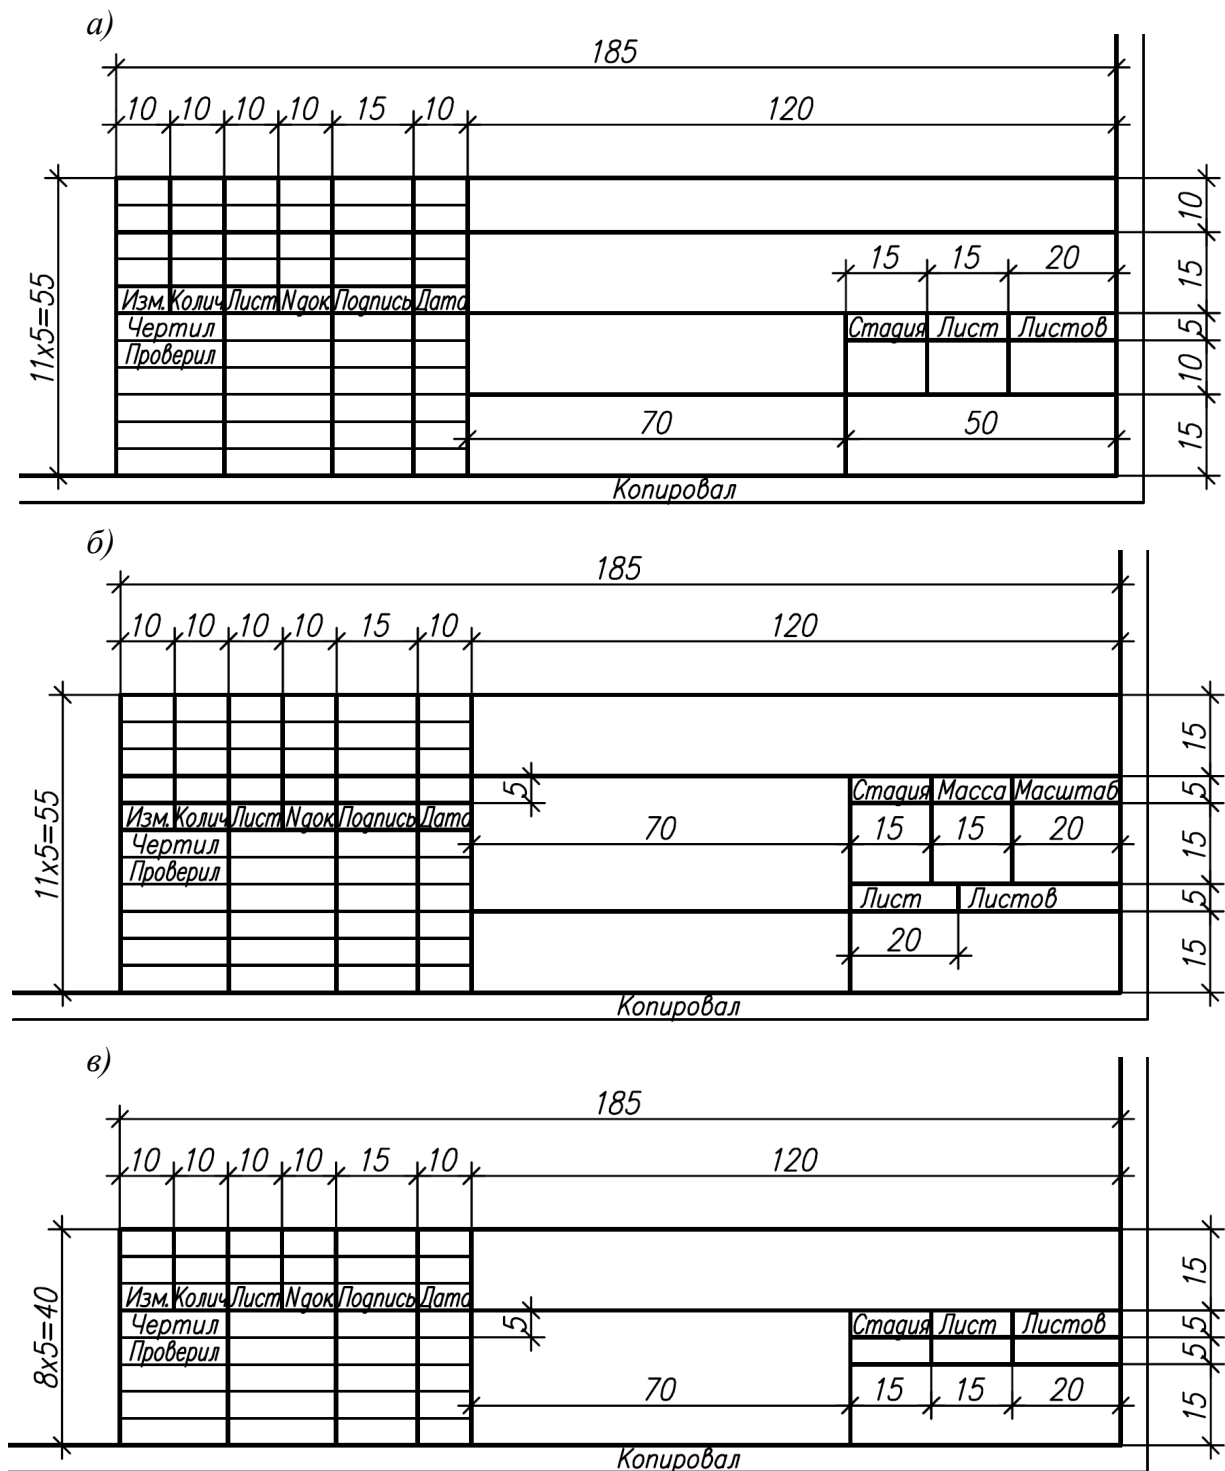 а)
185
10 10 10 10 15 10 120
10
15 15 20
15
11x5=55
Изм. Колич Лист Nдок Подпись Дата
Чертил Стадия Лист Листов 5
Проверил
10
70 50
15
Копировал
б)
185
10 10 10 10 15 10 120
15
5 Стадия Масса Масштаб 5
Изм. Колич Лист Nдок Подпись Дата
70 15 15 20 15
11x5=55
Чертил
Проверил
Лист Листов 5
20
15
Копировал
в)
185
10 10 10 10 15 10 120
15
Изм. Колич Лист Nдок Подпись Дата
Чертил 5 Стадия Лист Листов 5
Проверил 5
8x5=40
70 15 15 20
15
Копировал